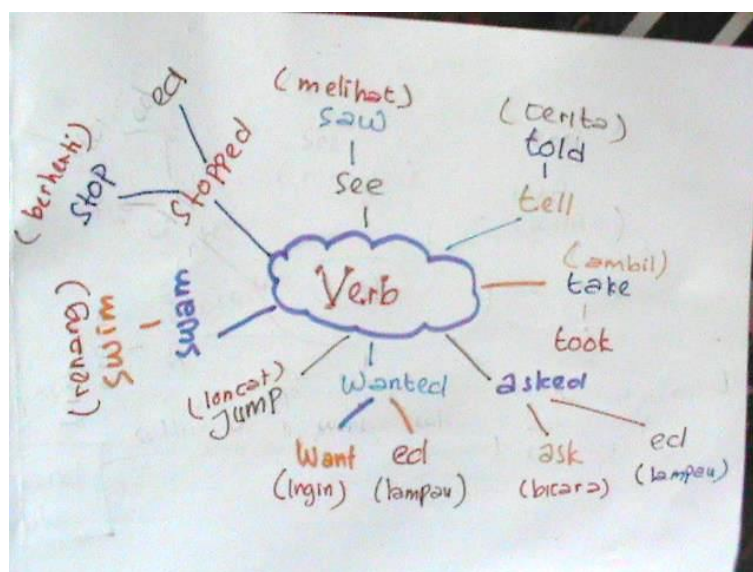 ed
Stopped
Stop
(berhenti)
(melihat)
saw
see
(cerita)
told
tell
Verb
(ambil)
take
took
swam
swim
(renang)
(loncat)
Jump
Wanted
Want
(Ingin)
ed
(lampau)
asked
ask
(bicara)
ed
(lampau)